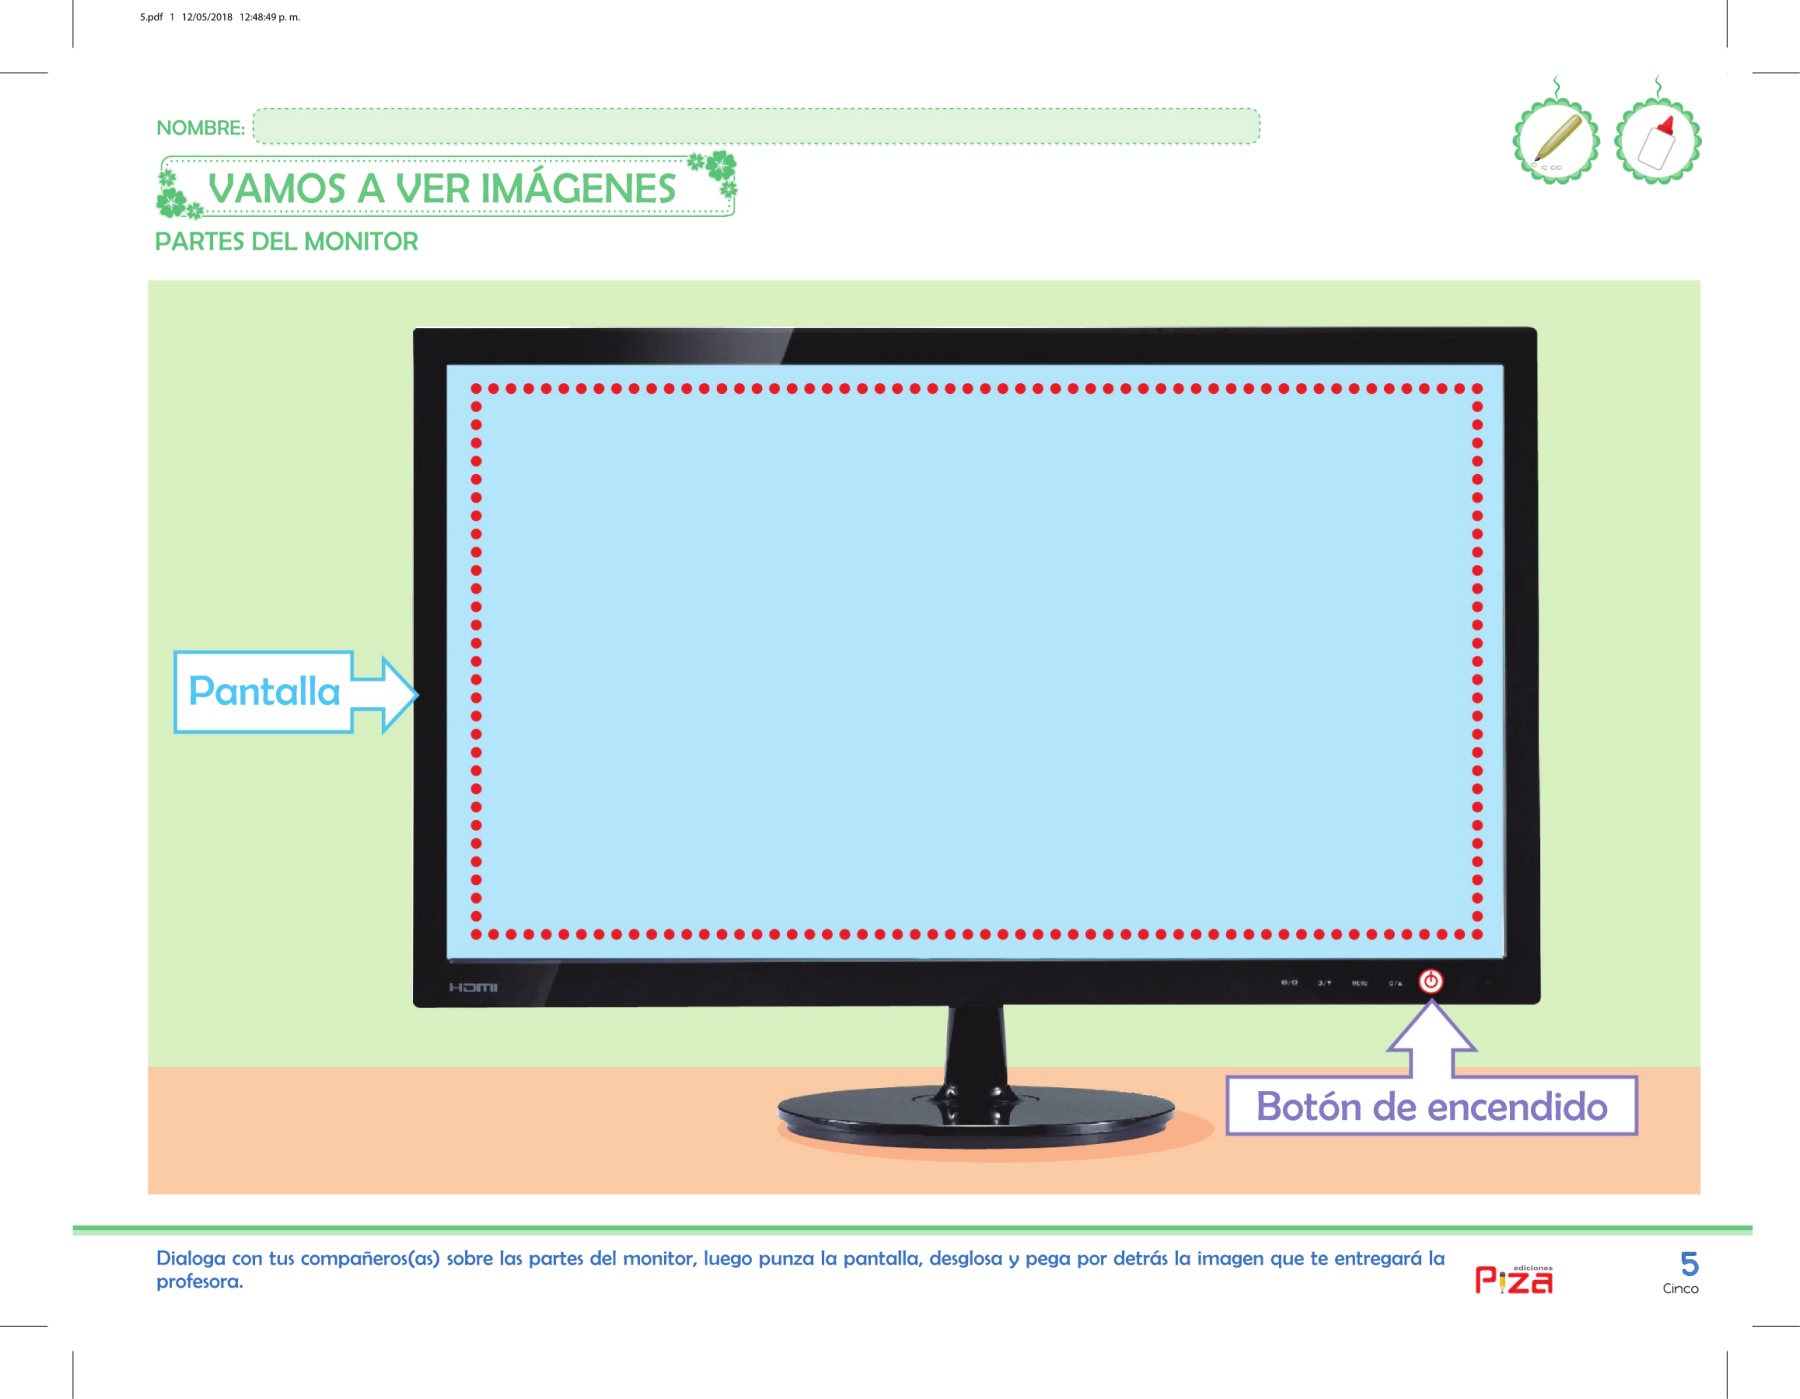 5.pdf 1 12/05/2018 12:48:49 p. m.
NOMBRE:
VAMOS A VER IMÁGENES
PARTES DEL MONITOR
Pantalla
HDMI
MENU
Botón de encendido
Dialoga con tus compañeros(as) sobre las partes del monitor, luego punza la pantalla, desglosa y pega por detrás la imagen que te entregará la
profesora.
ediciones
Piza
5
Cinco